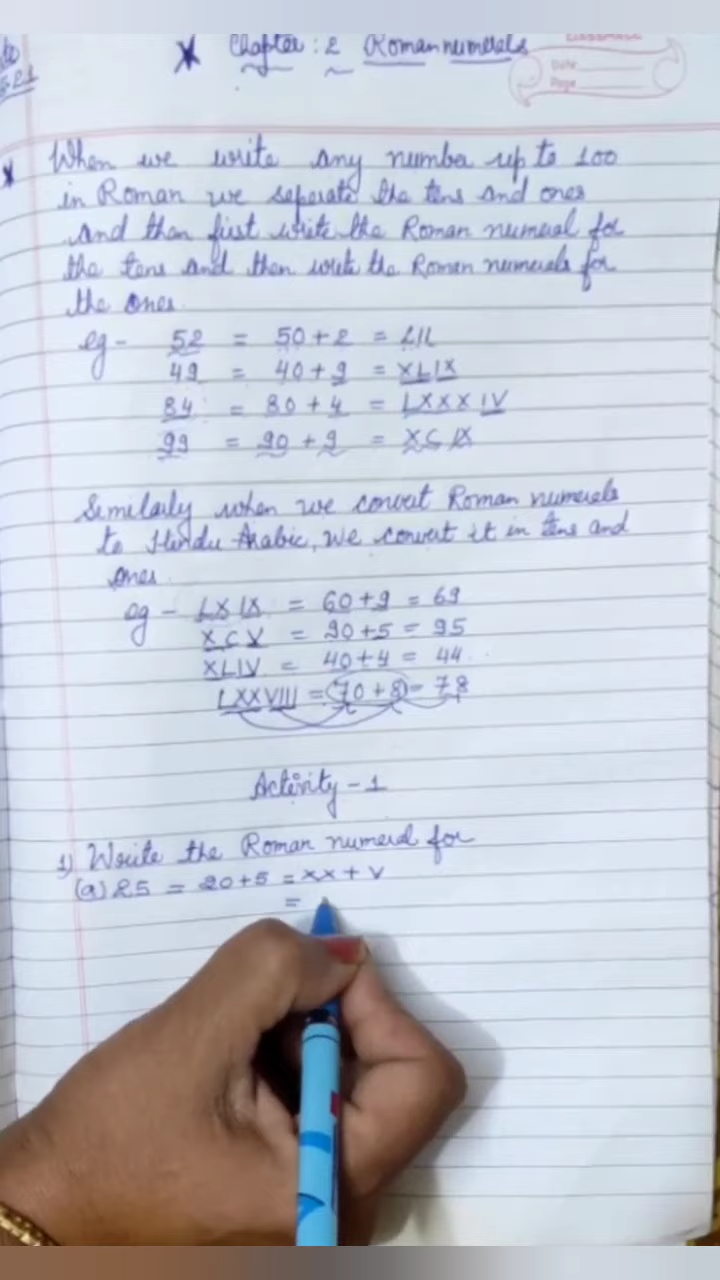 Chapter : 2 Roman numerals
Date
Page
When we write any number up to 100
in Roman we seperate the tens and ones
and then first write the Roman numeral for
the tens and then write the Roman numerals for
the ones.
eg - 52 = 50+2 = LII
49 = 40+9 = XLIX
84 = 80+4 = LXXXIV
99 = 90+9 = XCIX
Similarly when we convert Roman numerals
to Hindu-Arabic, we convert it in tens and
ones.
eg - LXIX = 60+9 = 69
XCV = 90+5 = 95
XLIV = 40+4 = 44
LXXVIII = (70+8) = 78
Activity - 1
1) Write the Roman numeral for
(a) 25 = 20+5 = XX + V
=